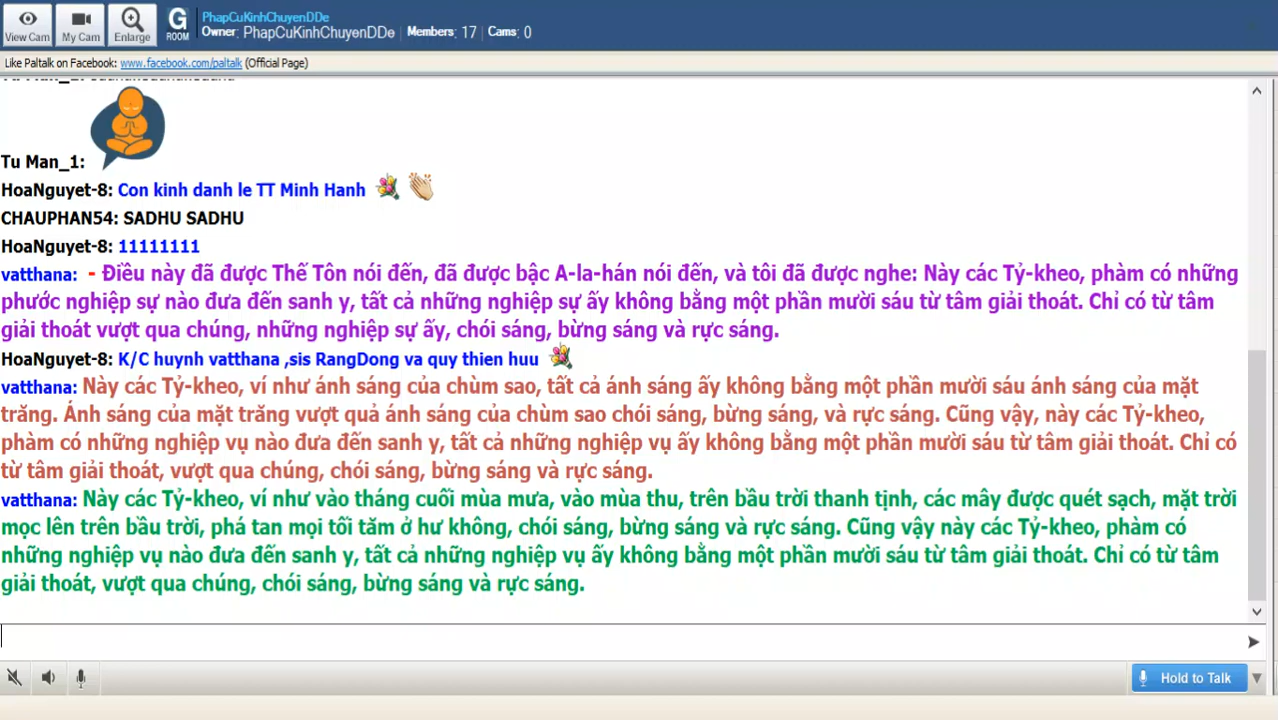 View Cam
My Cam
Enlarge
G
ROOM
PhapCuKinhChuyenDDe
Owner: PhapCuKinhChuyenDDe Members: 17 Cams: 0
Like Paltalk on Facebook: www.facebook.com/paltalk (Official Page)
Tu Man_1:
HoaNguyet-8: Con kinh danh le TT Minh Hanh
CHAUPHAN54: SADHU SADHU
HoaNguyet-8: 11111111
vatthana: - Điều này đã được Thế Tôn nói đến, đã được bậc A-la-hán nói đến, và tôi đã được nghe: Này các Tỷ-kheo, phàm có những
phước nghiệp sự nào đưa đến sanh y, tất cả những nghiệp sự ấy không bằng một phần mười sáu từ tâm giải thoát. Chỉ có từ tâm
giải thoát vượt qua chúng, những nghiệp sự ấy, chói sáng, bừng sáng và rực sáng.
HoaNguyet-8: K/C huynh vatthana ,sis RangDong va quy thien huu
vatthana: Này các Tỷ-kheo, ví như ánh sáng của chùm sao, tất cả ánh sáng ấy không bằng một phần mười sáu ánh sáng của mặt
trăng. Ánh sáng của mặt trăng vượt quả ánh sáng của chùm sao chói sáng, bừng sáng, và rực sáng. Cũng vậy, này các Tỷ-kheo,
phàm có những nghiệp vụ nào đưa đến sanh y, tất cả những nghiệp vụ ấy không bằng một phần mười sáu từ tâm giải thoát. Chỉ có
từ tâm giải thoát, vượt qua chúng, chói sáng, bừng sáng và rực sáng.
vatthana: Này các Tỷ-kheo, ví như vào tháng cuối mùa mưa, vào mùa thu, trên bầu trời thanh tịnh, các mây được quét sạch, mặt trời
mọc lên trên bầu trời, phá tan mọi tối tăm ở hư không, chói sáng, bừng sáng và rực sáng. Cũng vậy này các Tỷ-kheo, phàm có
những nghiệp vụ nào đưa đến sanh y, tất cả những nghiệp vụ ấy không bằng một phần mười sáu từ tâm giải thoát. Chỉ có từ tâm
giải thoát, vượt qua chúng, chói sáng, bừng sáng và rực sáng.
Hold to Talk